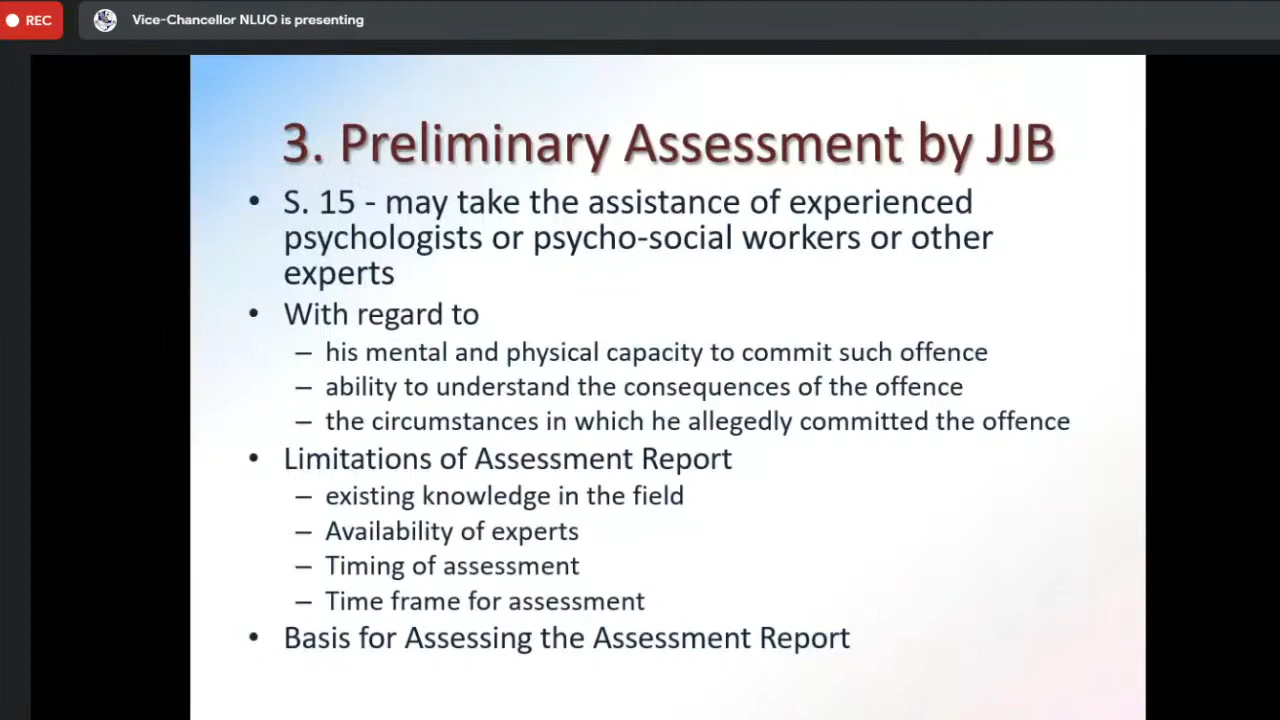 REC
Vice-Chancellor NLUO is presenting
3. Preliminary Assessment by JJB
• S. 15 - may take the assistance of experienced
psychologists or psycho-social workers or other
experts
• With regard to
– his mental and physical capacity to commit such offence
– ability to understand the consequences of the offence
– the circumstances in which he allegedly committed the offence
• Limitations of Assessment Report
– existing knowledge in the field
– Availability of experts
– Timing of assessment
– Time frame for assessment
• Basis for Assessing the Assessment Report